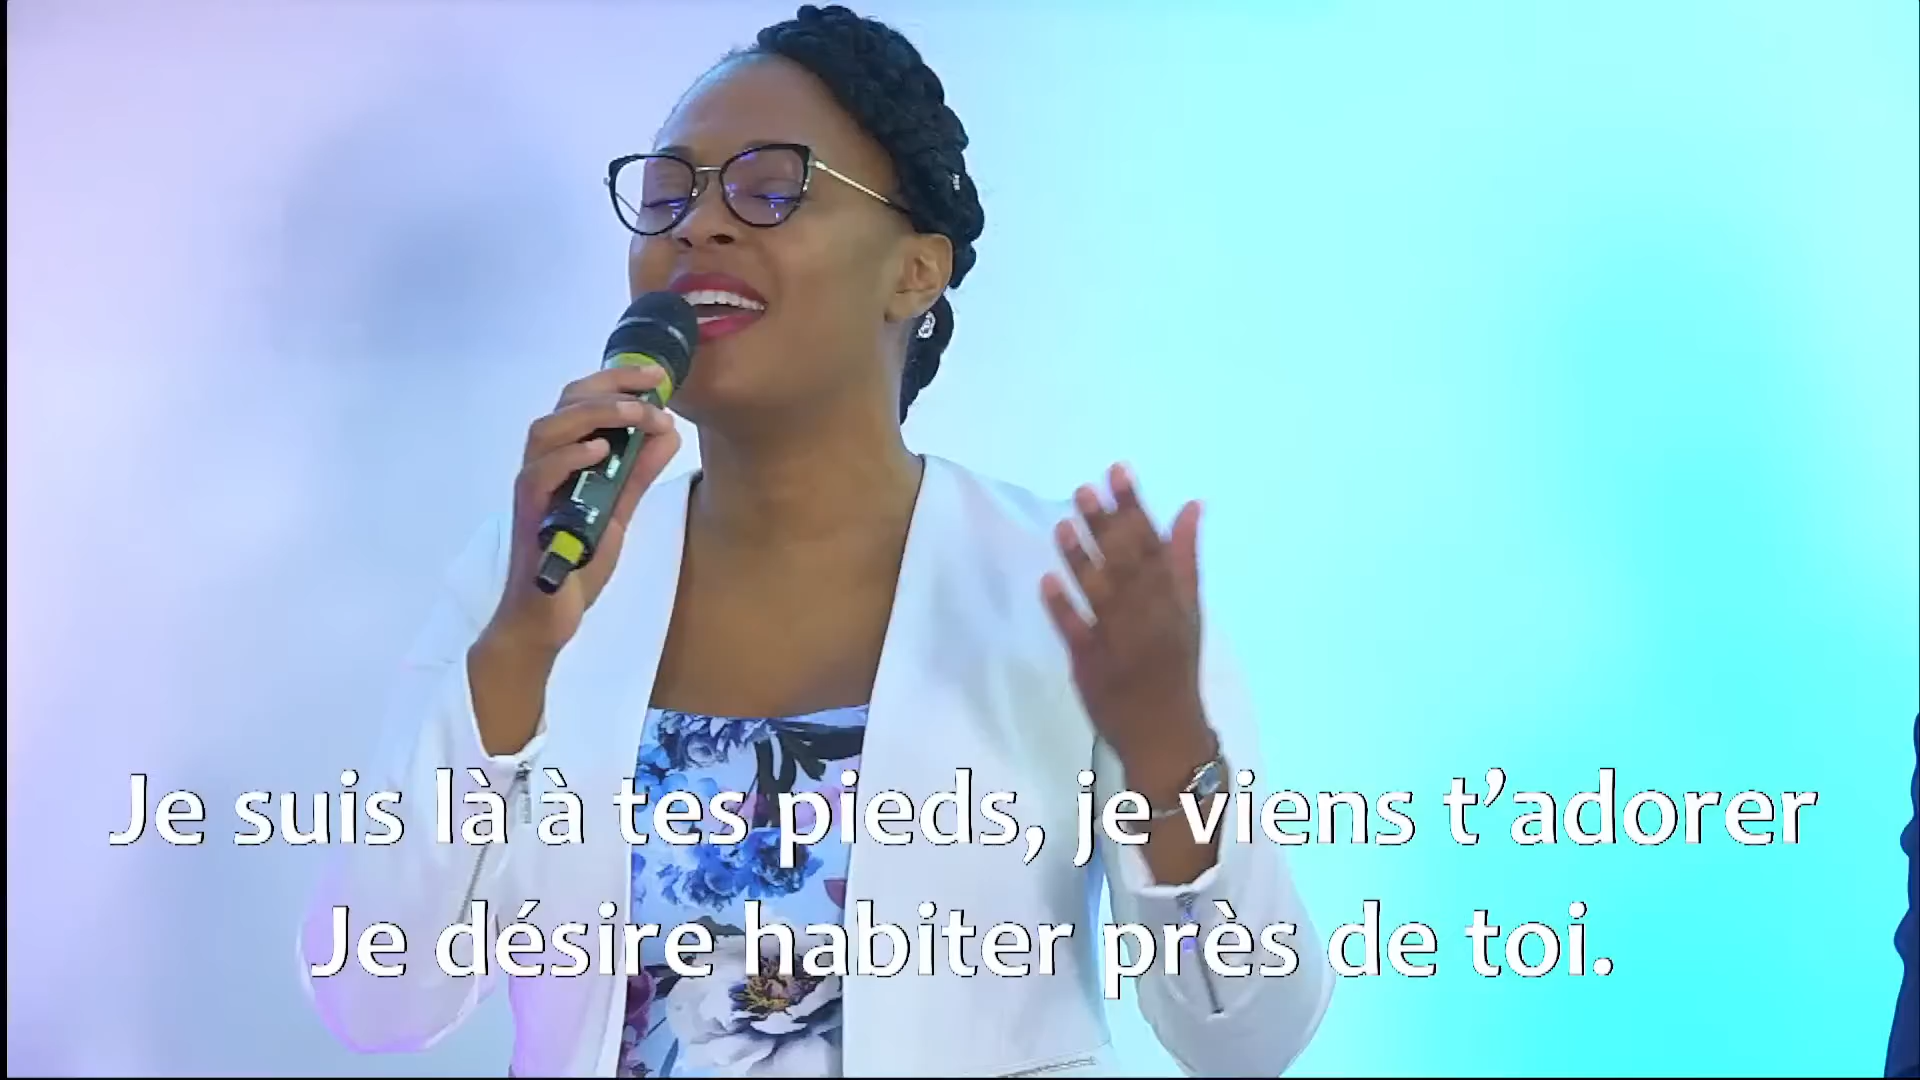 Je suis là à tes pieds, je viens t’adorer
Je désire habiter près de toi.